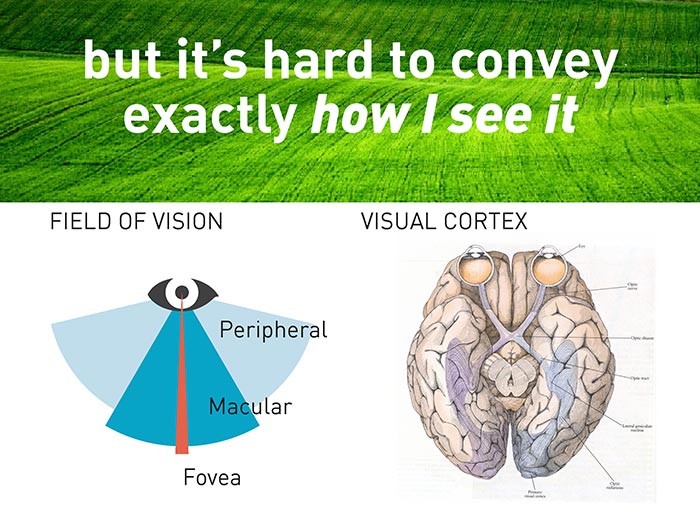 but it's hard to convey
exactly how I see it
FIELD OF VISION
VISUAL CORTEX
Peripheral
Macular
Fovea
Eye
Optic
nerve
Optic chiasm
Optic tract
Lateral geniculate
nucleus
Optic
radiations
Primary
visual cortex